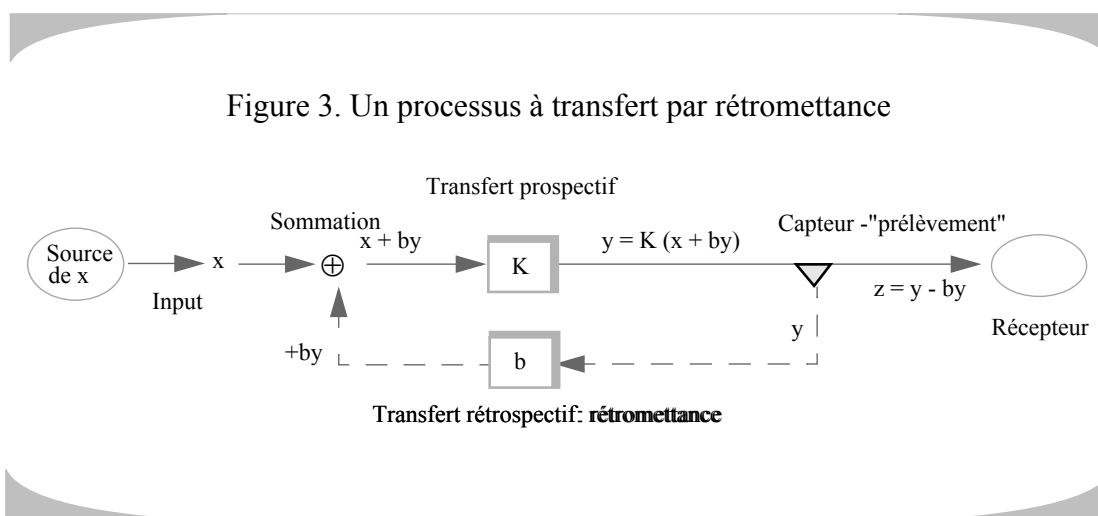 Figure 3. Un processus à transfert par rétromettance
Transfert prospectif
Sommation
Capteur -"prélèvement"
x + by
y = K (x + by)
Source
de x
x
⊕
K
Input
z = y - by
Récepteur
y
+by
b
Transfert rétrospectif: rétromettance